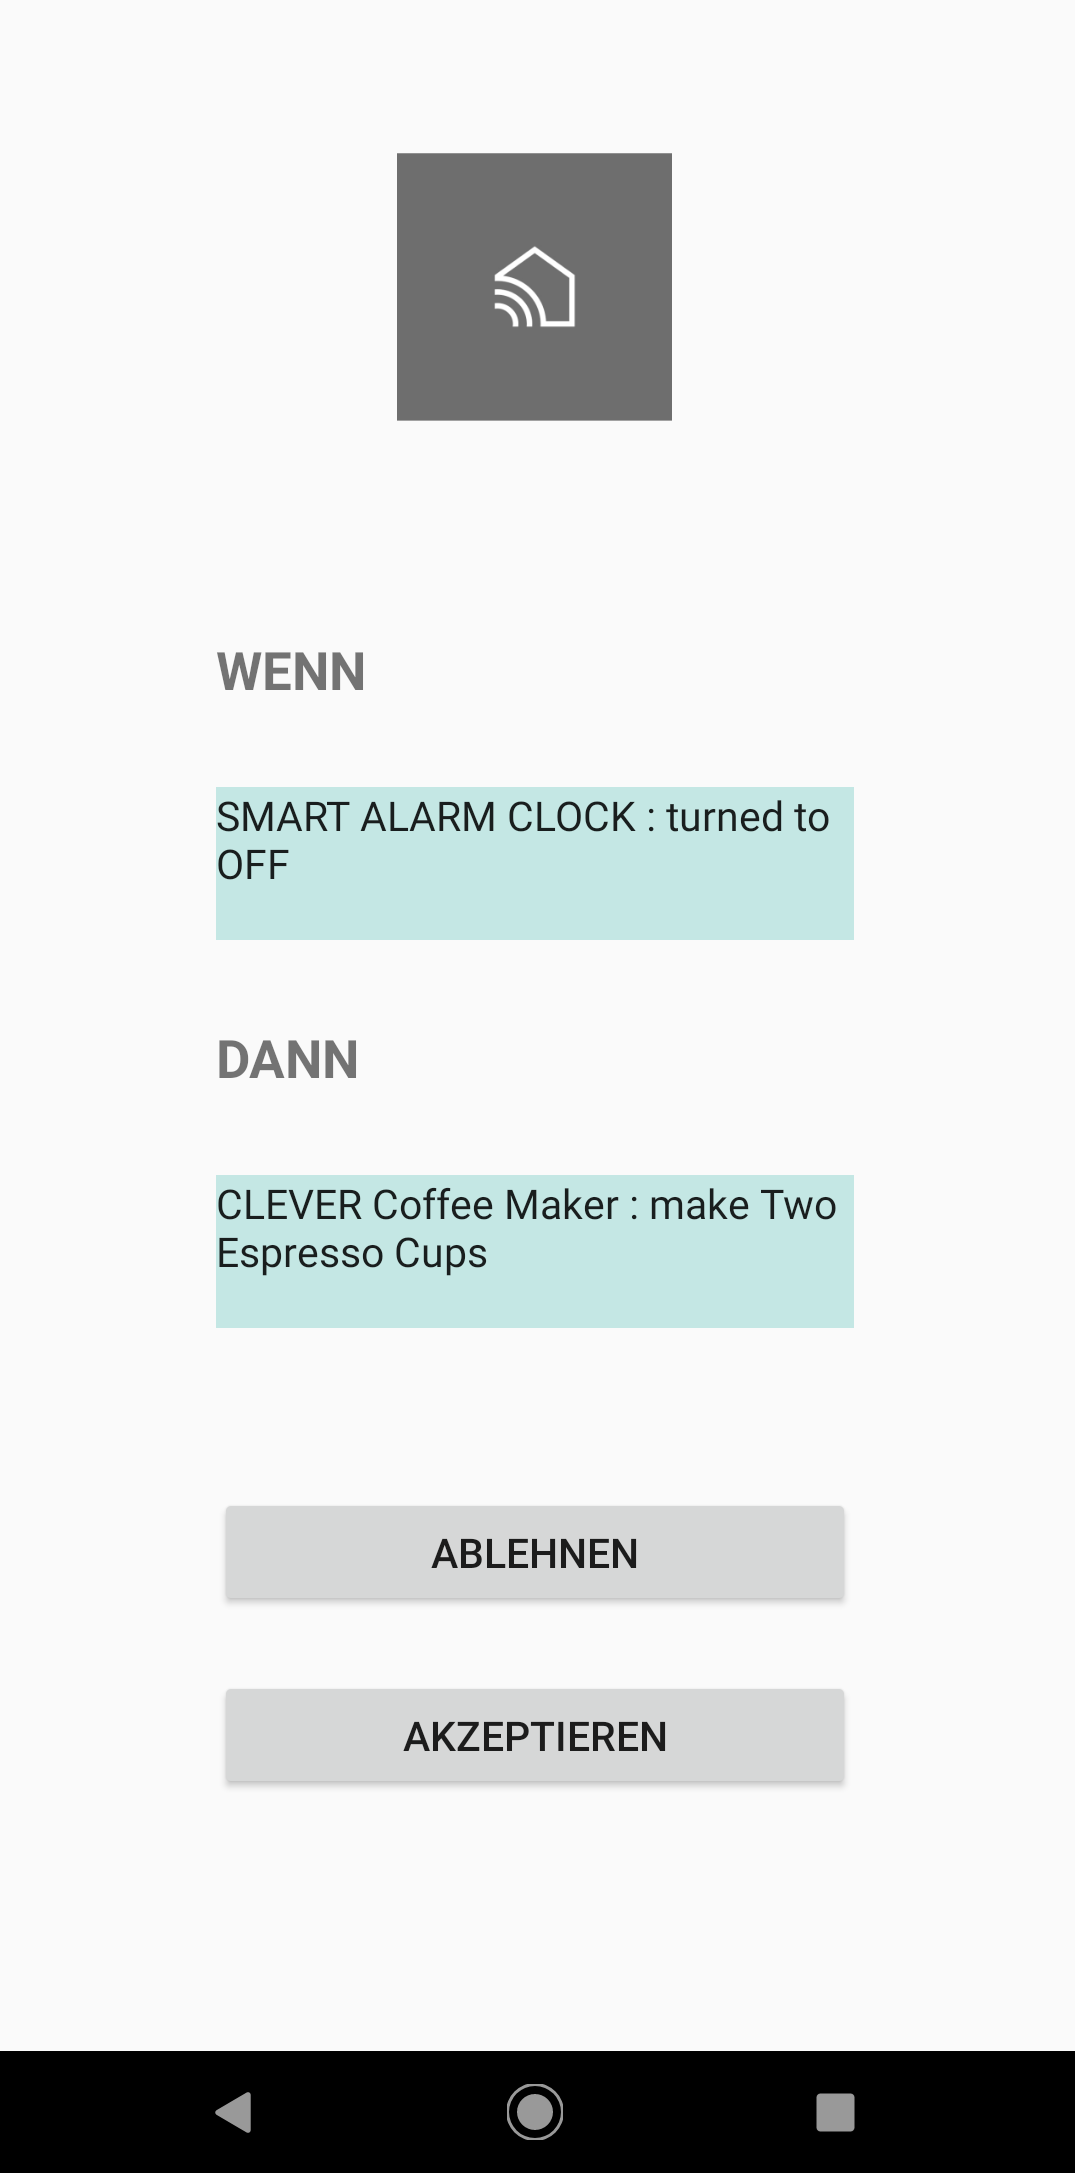 WENN
SMART ALARM CLOCK : turned to
OFF
DANN
CLEVER Coffee Maker : make Two
Espresso Cups
ABLEHNEN
AKZEPTIEREN